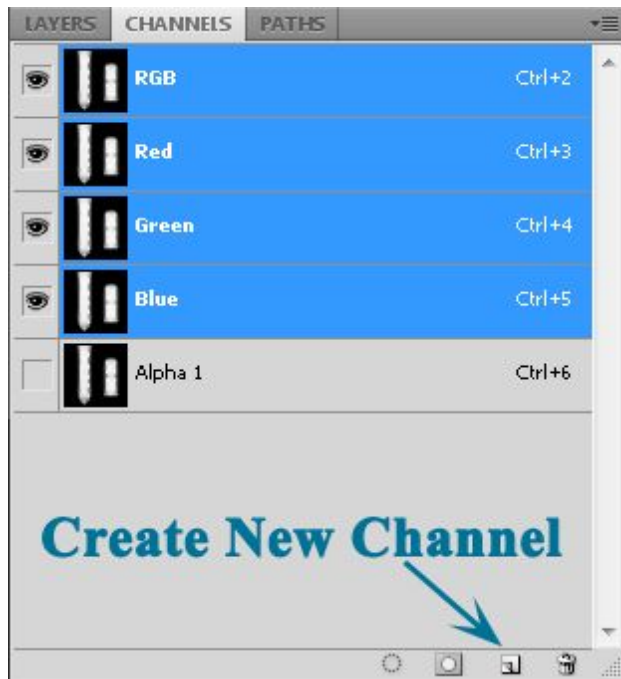 LAYERS CHANNELS PATHS
RGB Ctrl+2
Red Ctrl+3
Green Ctrl+4
Blue Ctrl+5
Alpha 1 Ctrl+6
Create New Channel